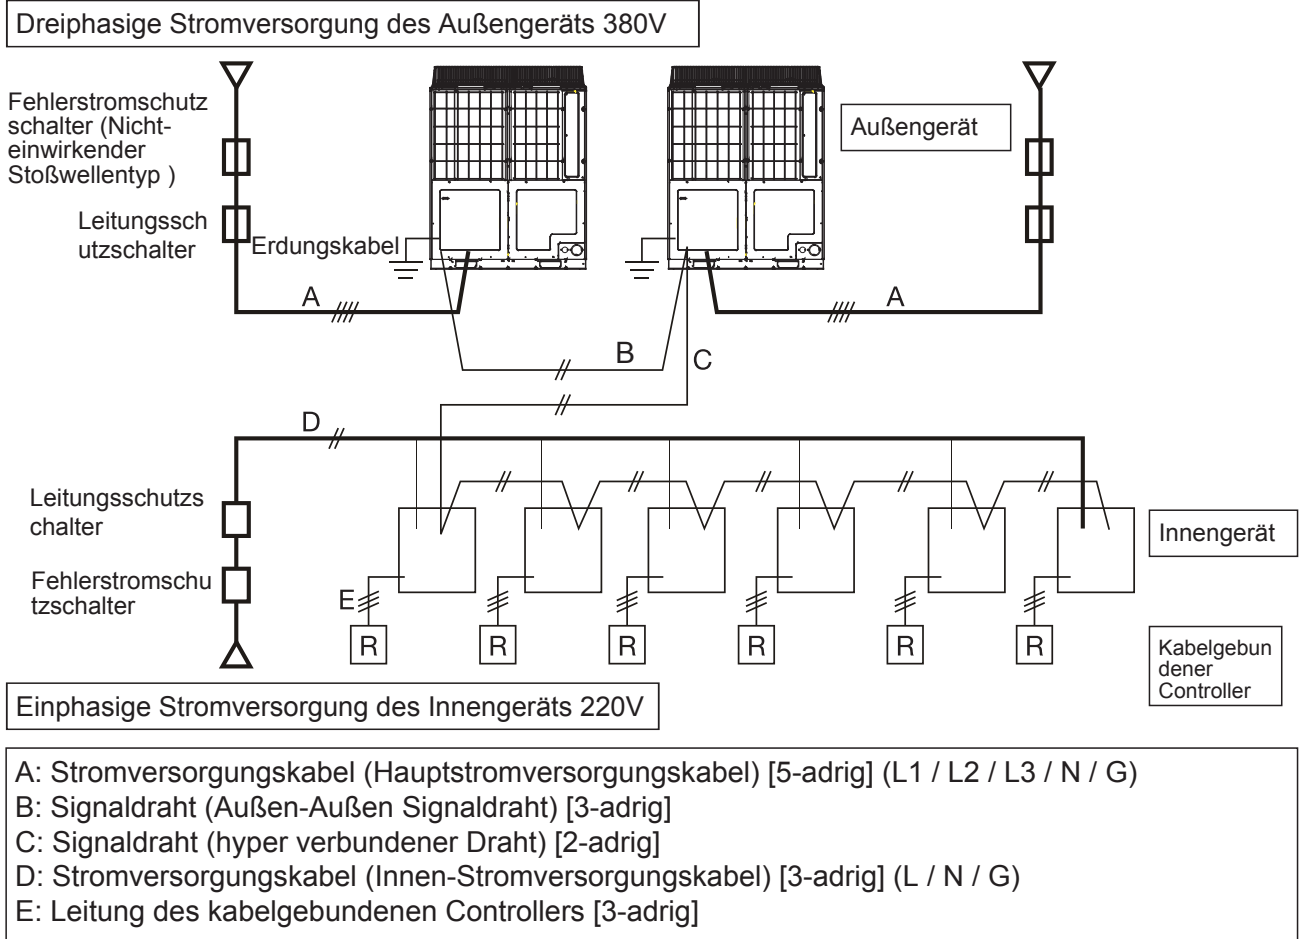 Dreiphasige Stromversorgung des Außengeräts 380V
Fehlerstromschutz
schalter (Nicht-
einwirkender
Stoßwellentyp )
Leitungssch
utzschalter
Erdungskabel
Außengerät
A
A
B
C
D
Leitungsschutzs
chalter
Fehlerstromschu
tzschalter
Innengerät
E
R
R
R
R
R
R
Kabelgebun
dener
Controller
Einphasige Stromversorgung des Innengeräts 220V
A: Stromversorgungskabel (Hauptstromversorgungskabel) [5-adrig] (L1 / L2 / L3 / N / G)
B: Signaldraht (Außen-Außen Signaldraht) [3-adrig]
C: Signaldraht (hyper verbundener Draht) [2-adrig]
D: Stromversorgungskabel (Innen-Stromversorgungskabel) [3-adrig] (L / N / G)
E: Leitung des kabelgebundenen Controllers [3-adrig]